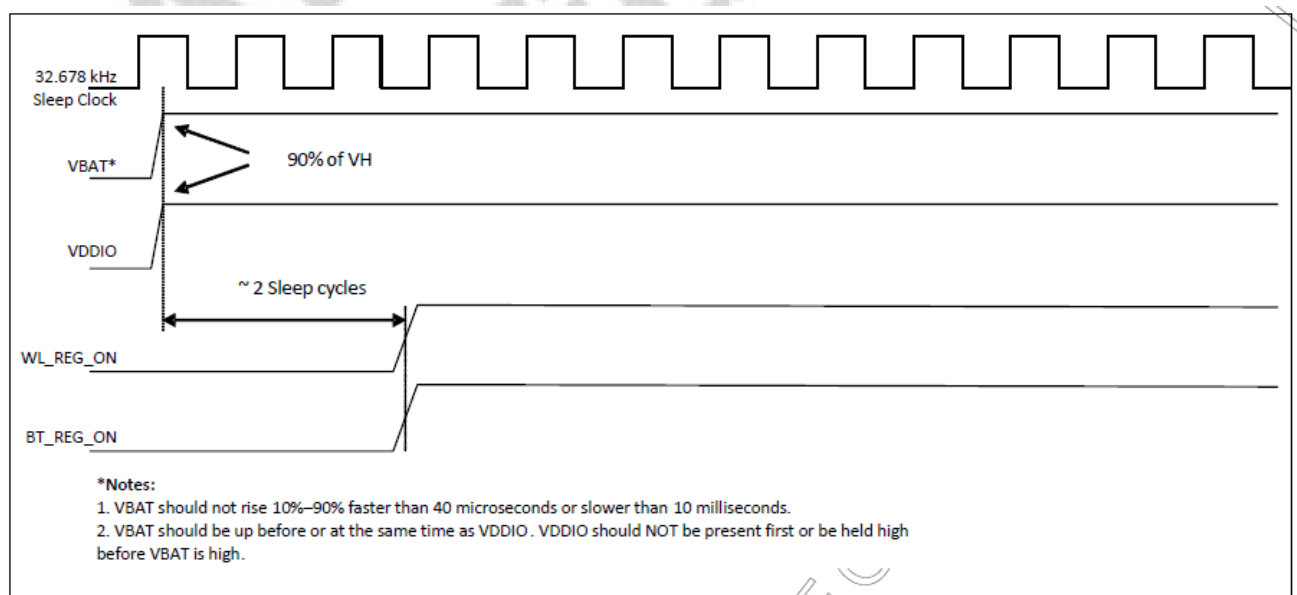 32.678 kHz
Sleep Clock
VBAT*
90% of VH
VDDIO
~ 2 Sleep cycles
WL_REG_ON
BT_REG_ON
*Notes:
1. VBAT should not rise 10%–90% faster than 40 microseconds or slower than 10 milliseconds.
2. VBAT should be up before or at the same time as VDDIO. VDDIO should NOT be present first or be held high
before VBAT is high.